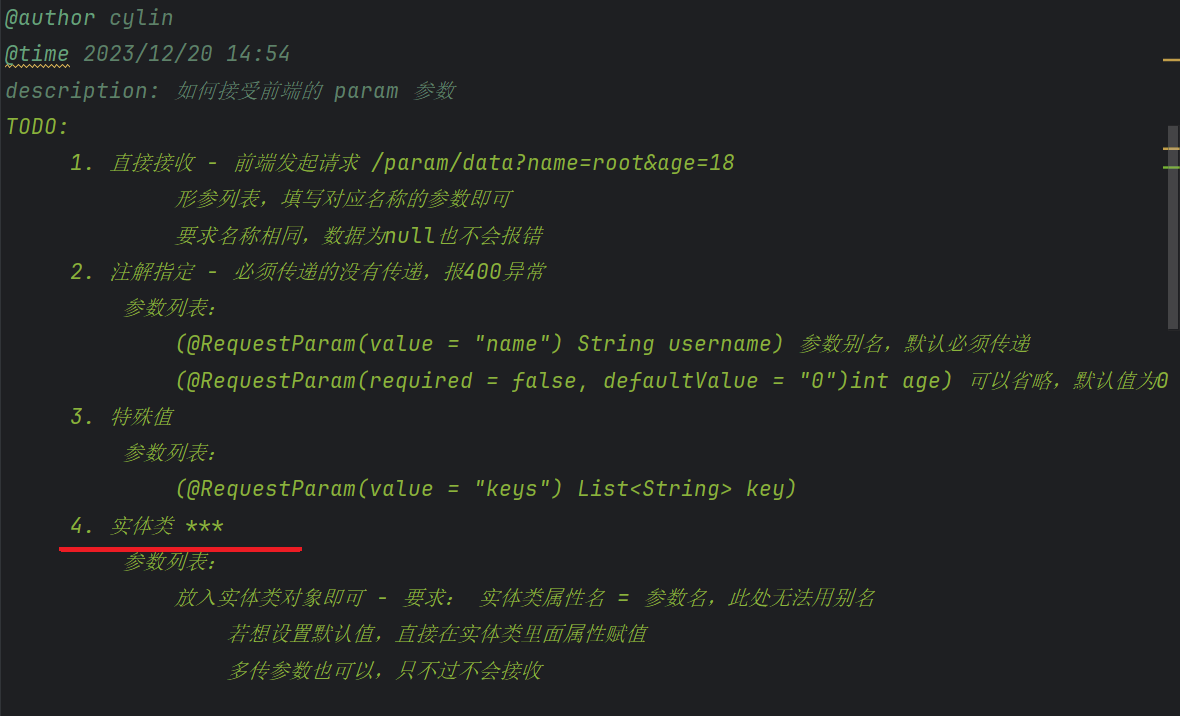 @author cylin
@time 2023/12/20 14:54
description: 如何接受前端的 param 参数
TODO:
1. 直接接收 - 前端发起请求 /param/data?name=root&age=18
形参列表，填写对应名称的参数即可
要求名称相同，数据为null也不会报错
2. 注解指定 - 必须传递的没有传递，报400异常
参数列表：
(@RequestParam(value = "name") String username) 参数别名，默认必须传递
(@RequestParam(required = false, defaultValue = "0")int age) 可以省略，默认值为0
3. 特殊值
参数列表：
(@RequestParam(value = "keys") List<String> key)
4. 实体类 ***
参数列表：
放入实体类对象即可 - 要求： 实体类属性名 = 参数名，此处无法用别名
若想设置默认值，直接在实体类里面属性赋值
多传参数也可以，只不过不会接收